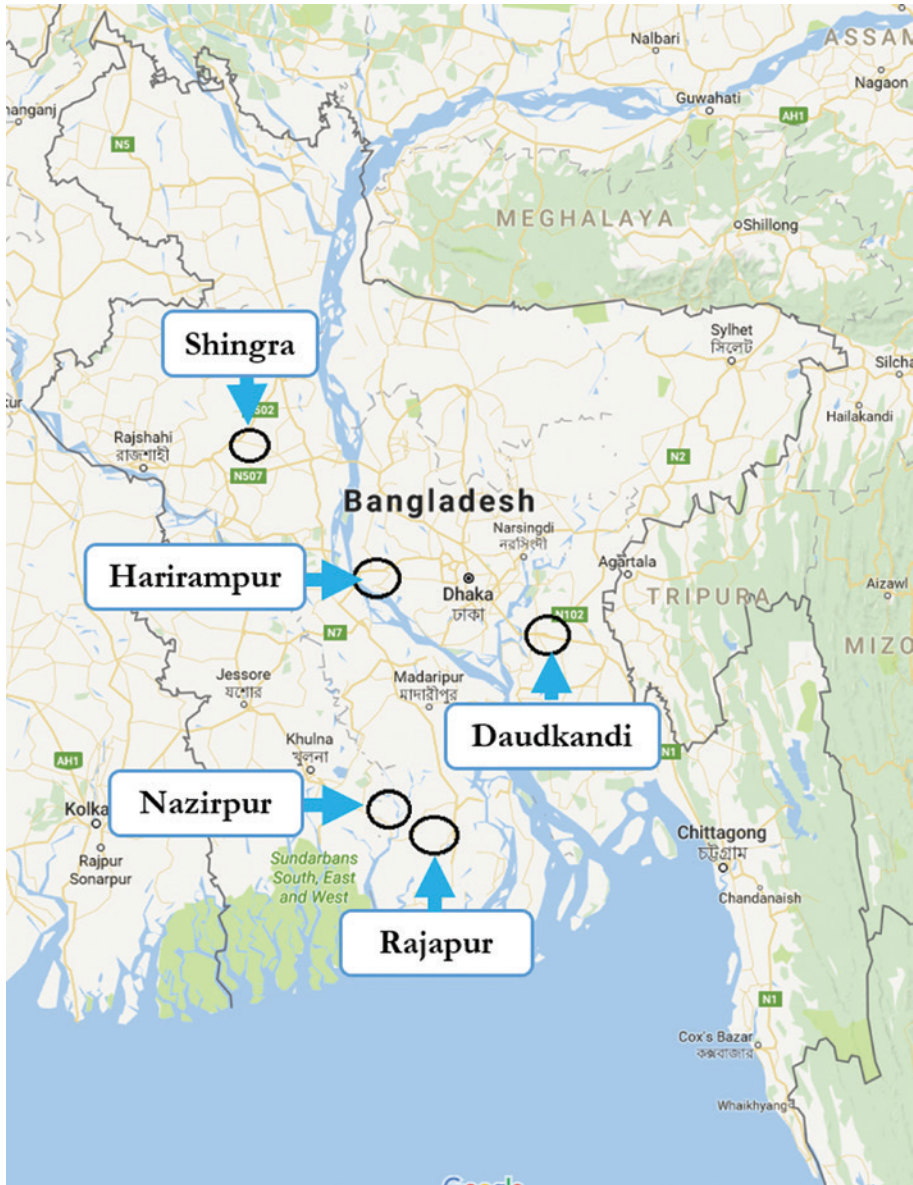 Nalbari
ASSAM
Nagaon
Guwahati
AH1
N5
MEGHALAYA
Shillong
Shingra
Sylhet
সিলেট
Silcha
Hailakandi
Rajshahi
রাজশাহী
N507
N2
Bangladesh
Narsingdi
নরসিংদী
Agartala
Harirampur
Dhaka
ঢাকা
Aizawl
TRIPURA
N102
N7
MIZO
Jessore
যশোর
Madaripur
মাদারীপুর
Daudkandi
N1
Khulna
খুলনা
AH1
Nazirpur
Kolka
Rajpur
Sonarpur
Chittagong
চট্টগ্রাম
Sundarbans
South, East
and West
Chandanaish
Rajapur
N1
Cox's Bazar
কক্সবাজার
Whaikhyang